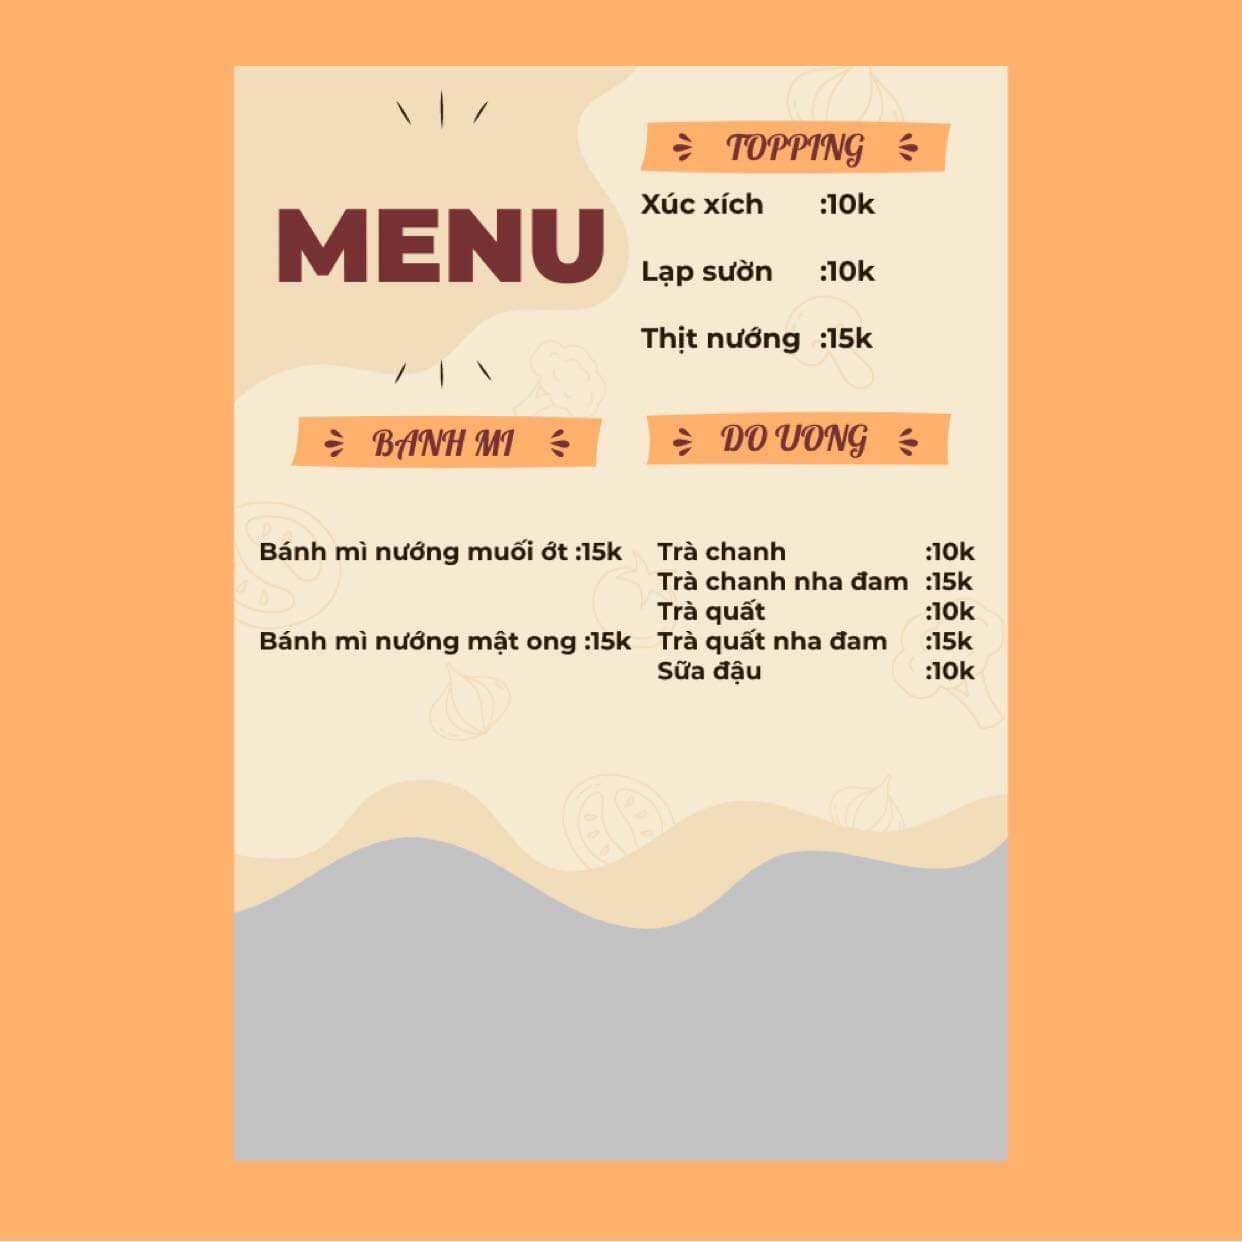 MENU
TOPPING
Xúc xích :10k
Lạp sườn :10k
Thịt nướng :15k
BANH MI
Bánh mì nướng muối ớt :15k
Bánh mì nướng mật ong :15k
DO UONG
Trà chanh :10k
Trà chanh nha đam :15k
Trà quất :10k
Trà quất nha đam :15k
Sữa đậu :10k